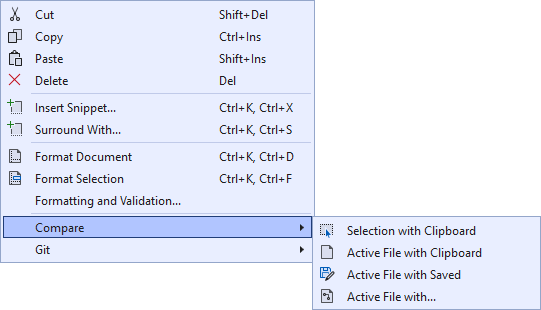 Cut Shift+Del
Copy Ctrl+Ins
Paste Shift+Ins
Delete Del
Insert Snippet... Ctrl+K, Ctrl+X
Surround With... Ctrl+K, Ctrl+S
Format Document Ctrl+K, Ctrl+D
Format Selection Ctrl+K, Ctrl+F
Formatting and Validation...
Compare
Git
Selection with Clipboard
Active File with Clipboard
Active File with Saved
Active File with...